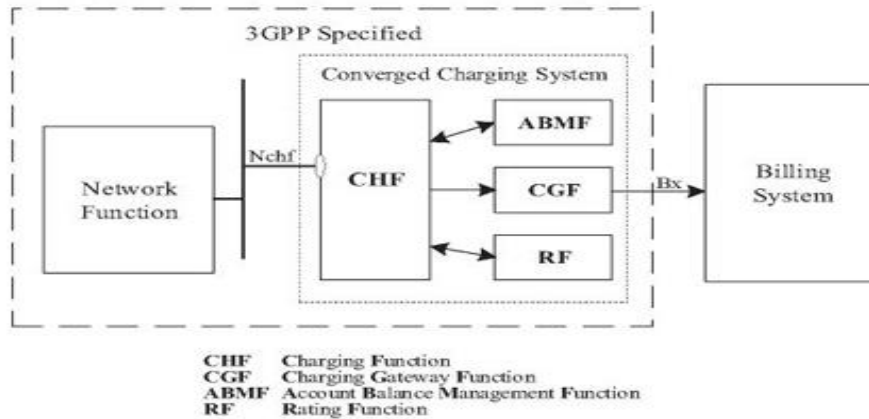 3GPP Specified
Converged Charging System
Network
Function
Nchf
CHF
ABMF
CGF
RF
Bx
Billing
System
CHF Charging Function
CGF Charging Gateway Function
ABMF Account Balance Management Function
RF Rating Function